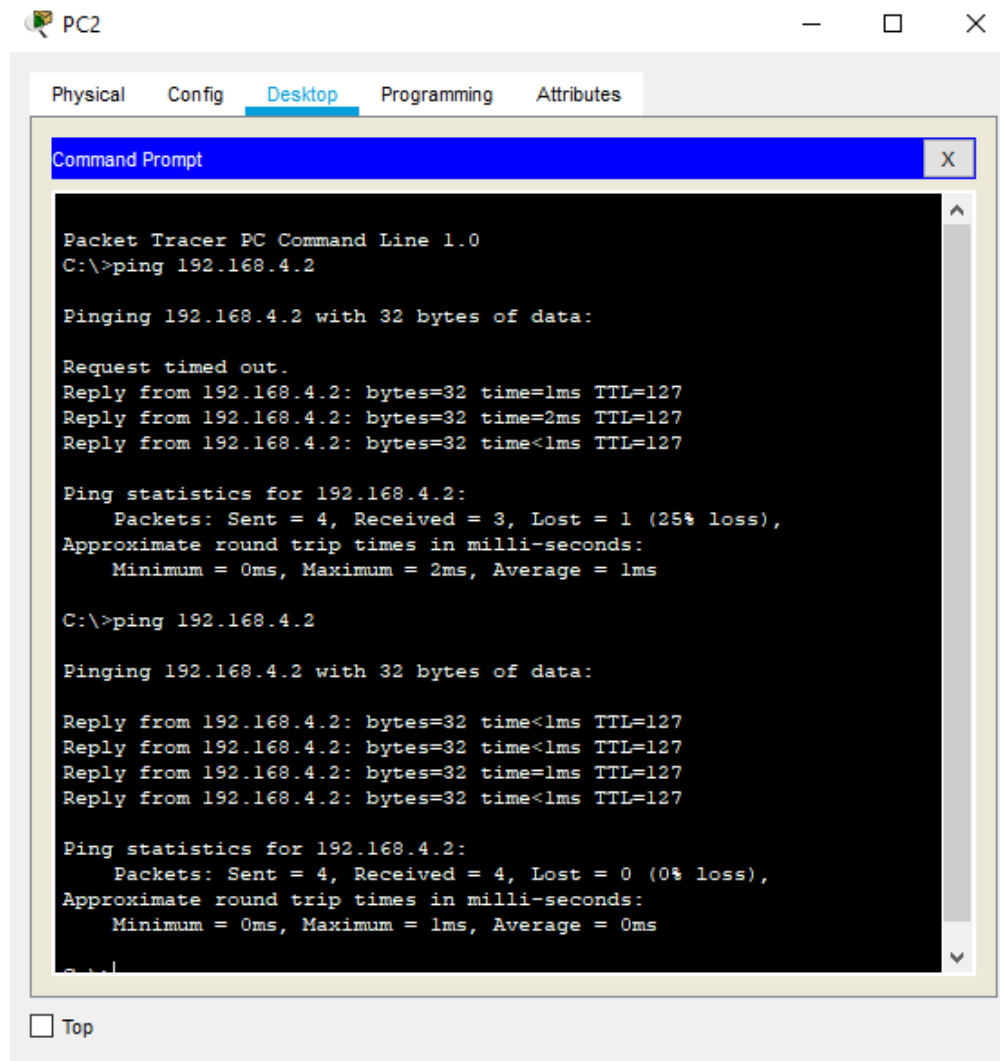 PC2
Physical Config Desktop Programming Attributes
Command Prompt
X
Packet Tracer PC Command Line 1.0
C:\>ping 192.168.4.2
Pinging 192.168.4.2 with 32 bytes of data:
Request timed out.
Reply from 192.168.4.2: bytes=32 time=1ms TTL=127
Reply from 192.168.4.2: bytes=32 time=2ms TTL=127
Reply from 192.168.4.2: bytes=32 time<1ms TTL=127
Ping statistics for 192.168.4.2:
Packets: Sent = 4, Received = 3, Lost = 1 (25% loss),
Approximate round trip times in milli-seconds:
Minimum = 0ms, Maximum = 2ms, Average = 1ms
C:\>ping 192.168.4.2
Pinging 192.168.4.2 with 32 bytes of data:
Reply from 192.168.4.2: bytes=32 time<1ms TTL=127
Reply from 192.168.4.2: bytes=32 time<1ms TTL=127
Reply from 192.168.4.2: bytes=32 time=1ms TTL=127
Reply from 192.168.4.2: bytes=32 time<1ms TTL=127
Ping statistics for 192.168.4.2:
Packets: Sent = 4, Received = 4, Lost = 0 (0% loss),
Approximate round trip times in milli-seconds:
Minimum = 0ms, Maximum = 1ms, Average = 0ms
Top